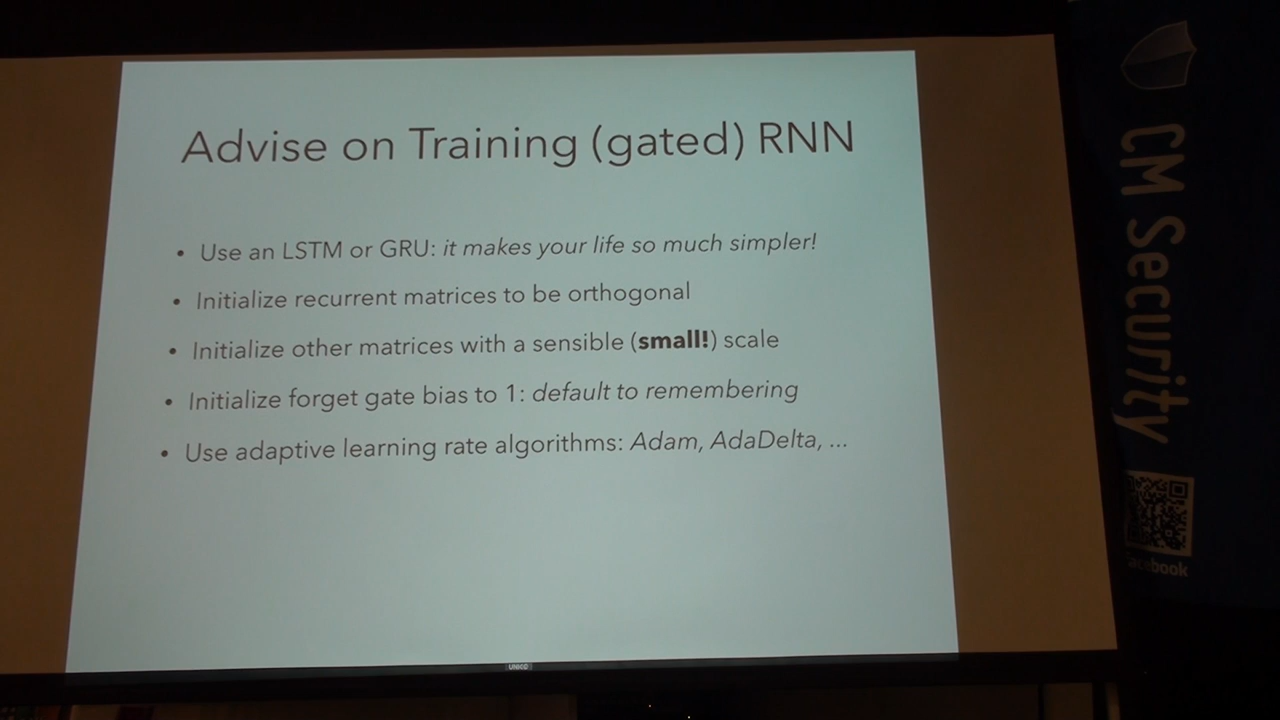 Advise on Training (gated) RNN
• Use an LSTM or GRU: it makes your life so much simpler!
• Initialize recurrent matrices to be orthogonal
• Initialize other matrices with a sensible (small!) scale
• Initialize forget gate bias to 1: default to remembering
• Use adaptive learning rate algorithms: Adam, AdaDelta, ...
CM Security